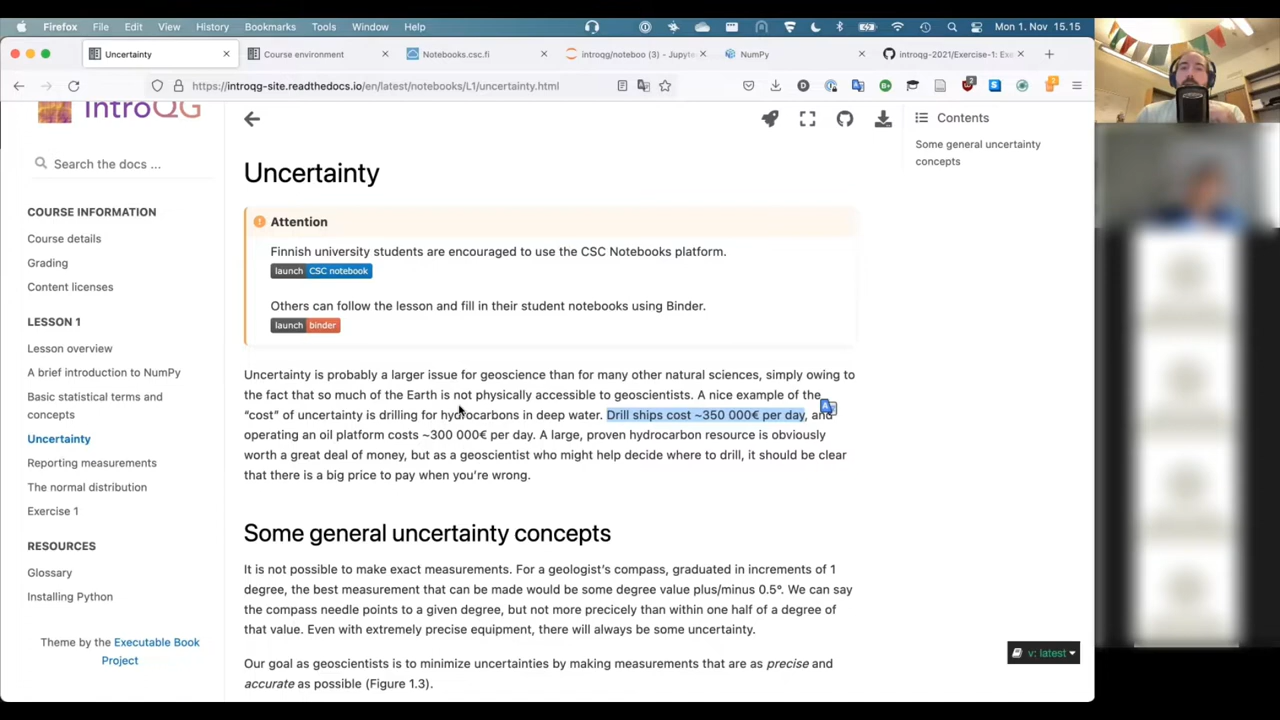 Firefox File Edit View History Bookmarks Tools Window Help Mon 1. Nov 15.15
Uncertainty Course environment Notebooks.csc.fi introqg/noteboo (3) - Jupyte NumPy introqg-2021/Exercise-1: Exe
https://introqg-site.readthedocs.io/en/latest/notebooks/L1/uncertainty.html
IntroQG
Search the docs ...
COURSE INFORMATION
Course details
Grading
Content licenses
LESSON 1
Lesson overview
A brief introduction to NumPy
Basic statistical terms and
concepts
Uncertainty
Reporting measurements
The normal distribution
Exercise 1
RESOURCES
Glossary
Installing Python
Theme by the Executable Book
Project
Uncertainty
Attention
Finnish university students are encouraged to use the CSC Notebooks platform.
launch CSC notebook
Others can follow the lesson and fill in their student notebooks using Binder.
launch binder
Uncertainty is probably a larger issue for geoscience than for many other natural sciences, simply owing to
the fact that so much of the Earth is not physically accessible to geoscientists. A nice example of the
“cost” of uncertainty is drilling for hydrocarbons in deep water. Drill ships cost ~350 000€ per day, and
operating an oil platform costs ~300 000€ per day. A large, proven hydrocarbon resource is obviously
worth a great deal of money, but as a geoscientist who might help decide where to drill, it should be clear
that there is a big price to pay when you're wrong.
Some general uncertainty concepts
It is not possible to make exact measurements. For a geologist’s compass, graduated in increments of 1
degree, the best measurement that can be made would be some degree value plus/minus 0.5°. We can say
the compass needle points to a given degree, but not more precicely than within one half of a degree of
that value. Even with extremely precise equipment, there will always be some uncertainty.
Our goal as geoscientists is to minimize uncertainties by making measurements that are as precise and
accurate as possible (Figure 1.3).
Contents
Some general uncertainty
concepts
v: latest